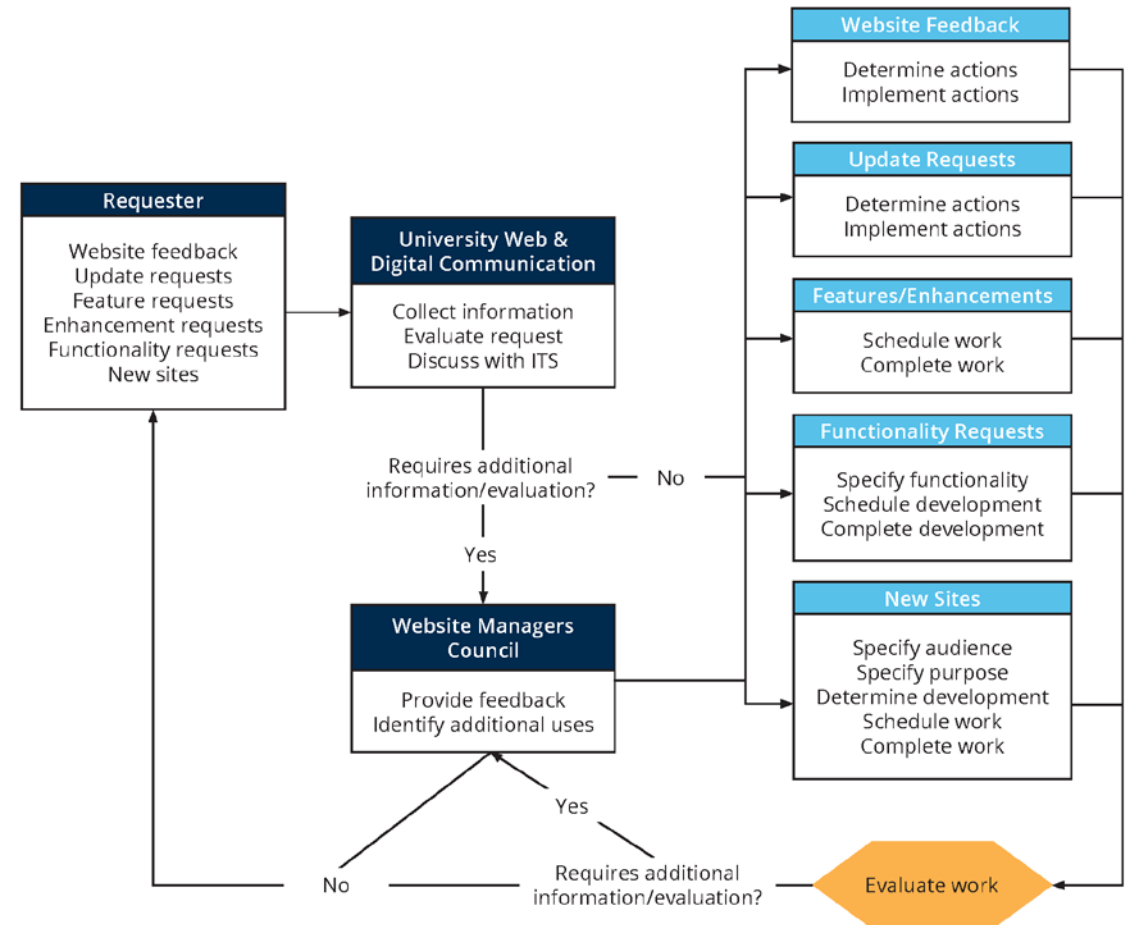 Requester
Website feedback
Update requests
Feature requests
Enhancement requests
Functionality requests
New sites
University Web &
Digital Communication
Collect information
Evaluate request
Discuss with ITS
Requires additional
information/evaluation?
No
Yes
Website Managers
Council
Provide feedback
Identify additional uses
Website Feedback
Determine actions
Implement actions
Update Requests
Determine actions
Implement actions
Features/Enhancements
Schedule work
Complete work
Functionality Requests
Specify functionality
Schedule development
Complete development
New Sites
Specify audience
Specify purpose
Determine development
Schedule work
Complete work
Evaluate work
Requires additional
information/evaluation?
Yes
No